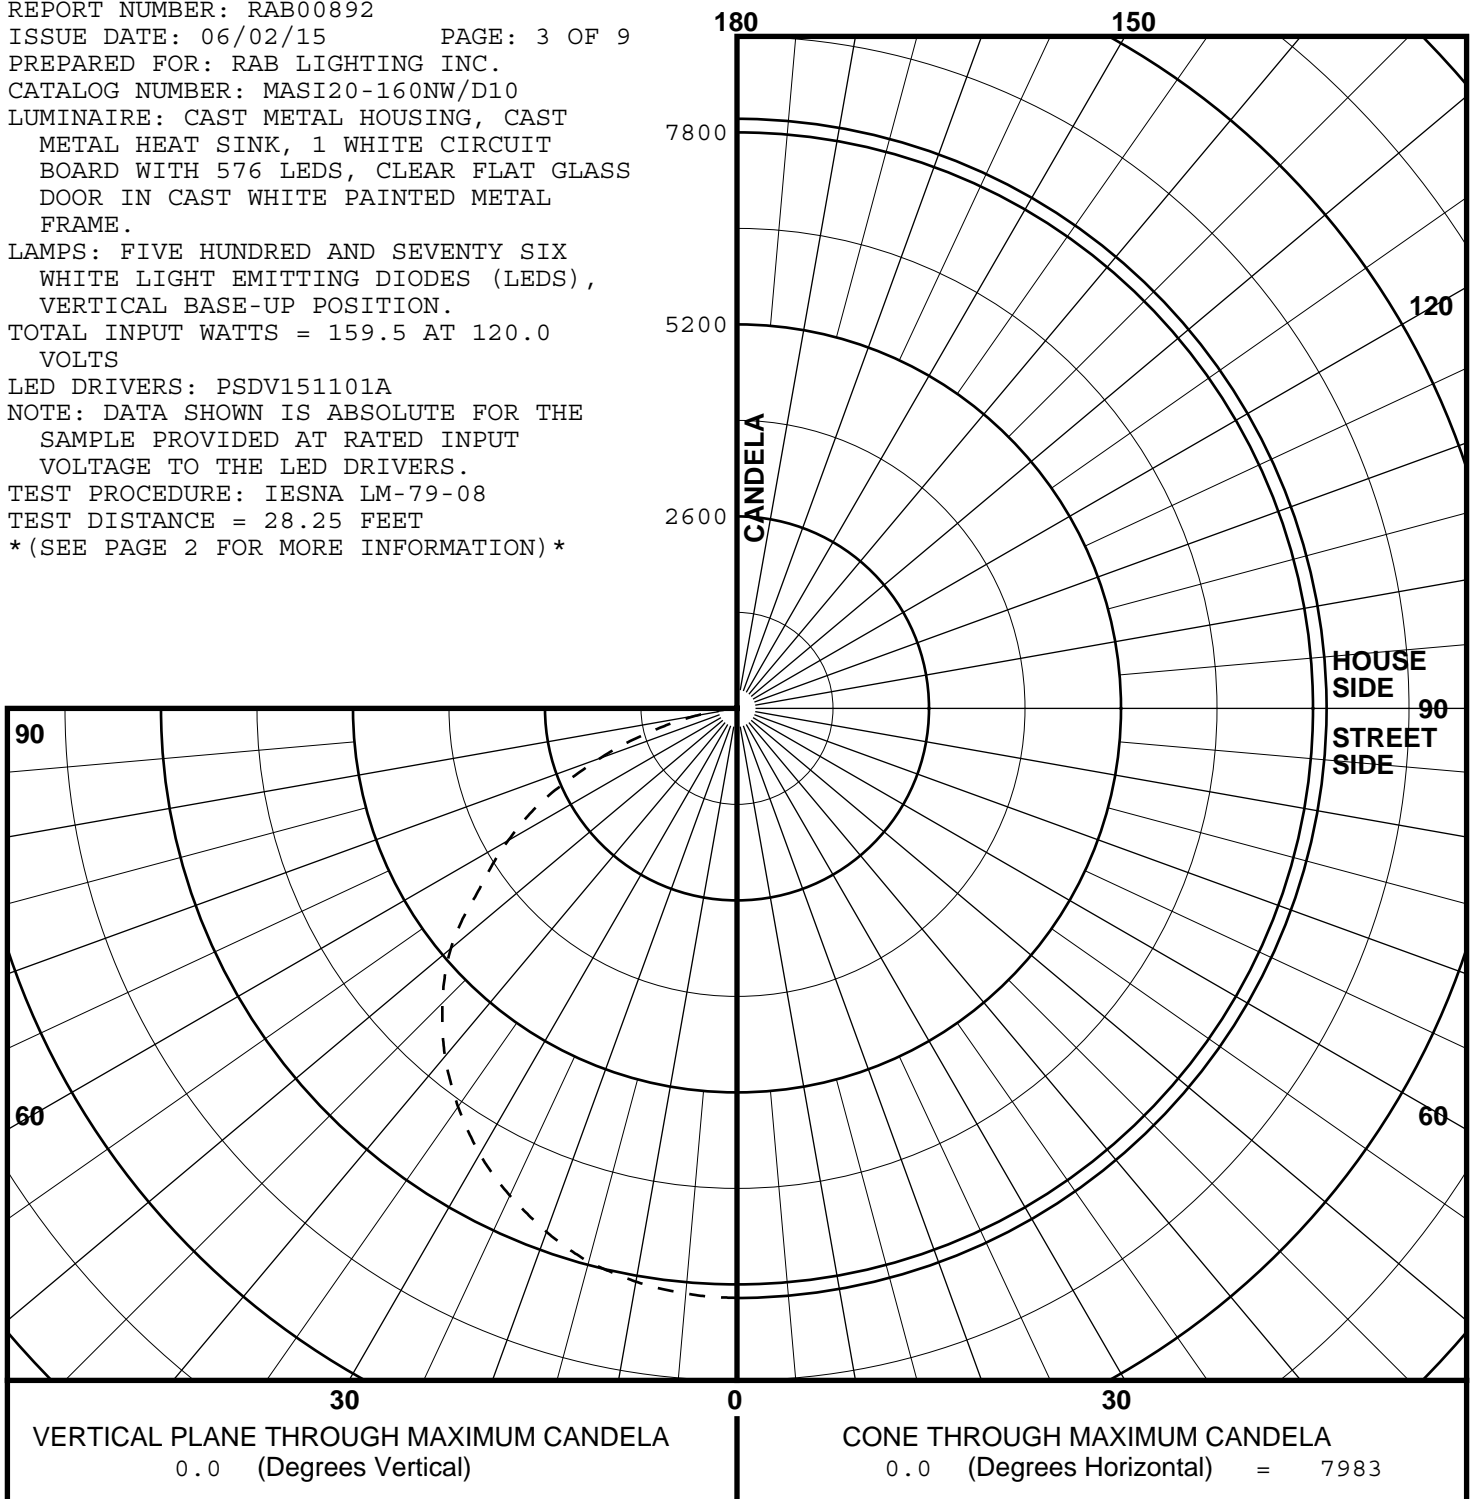 REPORT NUMBER: RAB00892
ISSUE DATE: 06/02/15 PAGE: 3 OF 9
PREPARED FOR: RAB LIGHTING INC.
CATALOG NUMBER: MASI20-160NW/D10
LUMINAIRE: CAST METAL HOUSING, CAST
METAL HEAT SINK, 1 WHITE CIRCUIT
BOARD WITH 576 LEDS, CLEAR FLAT GLASS
DOOR IN CAST WHITE PAINTED METAL
FRAME.
LAMPS: FIVE HUNDRED AND SEVENTY SIX
WHITE LIGHT EMITTING DIODES (LEDS),
VERTICAL BASE-UP POSITION.
TOTAL INPUT WATTS = 159.5 AT 120.0
VOLTS
LED DRIVERS: PSDV151101A
NOTE: DATA SHOWN IS ABSOLUTE FOR THE
SAMPLE PROVIDED AT RATED INPUT
VOLTAGE TO THE LED DRIVERS.
TEST PROCEDURE: IESNA LM-79-08
TEST DISTANCE = 28.25 FEET
*(SEE PAGE 2 FOR MORE INFORMATION)*
180
150
7800
120
5200
CANDELA
2600
HOUSE
SIDE
90
STREET
SIDE
90
60
60
30
0
30
VERTICAL PLANE THROUGH MAXIMUM CANDELA
0.0 (Degrees Vertical)
CONE THROUGH MAXIMUM CANDELA
0.0 (Degrees Horizontal) = 7983